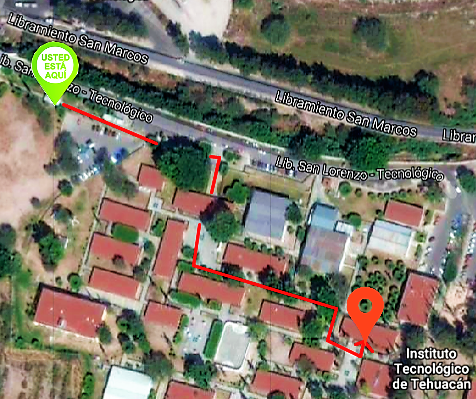 Libramiento San Marcos
USTED
ESTÁ
AQUÍ
Lib. San Lorenzo - Tecnológico
Libramiento San Marcos
Libram
Lib. San Lorenzo - Tecnológico
Instituto
Tecnológico
de Tehuacán